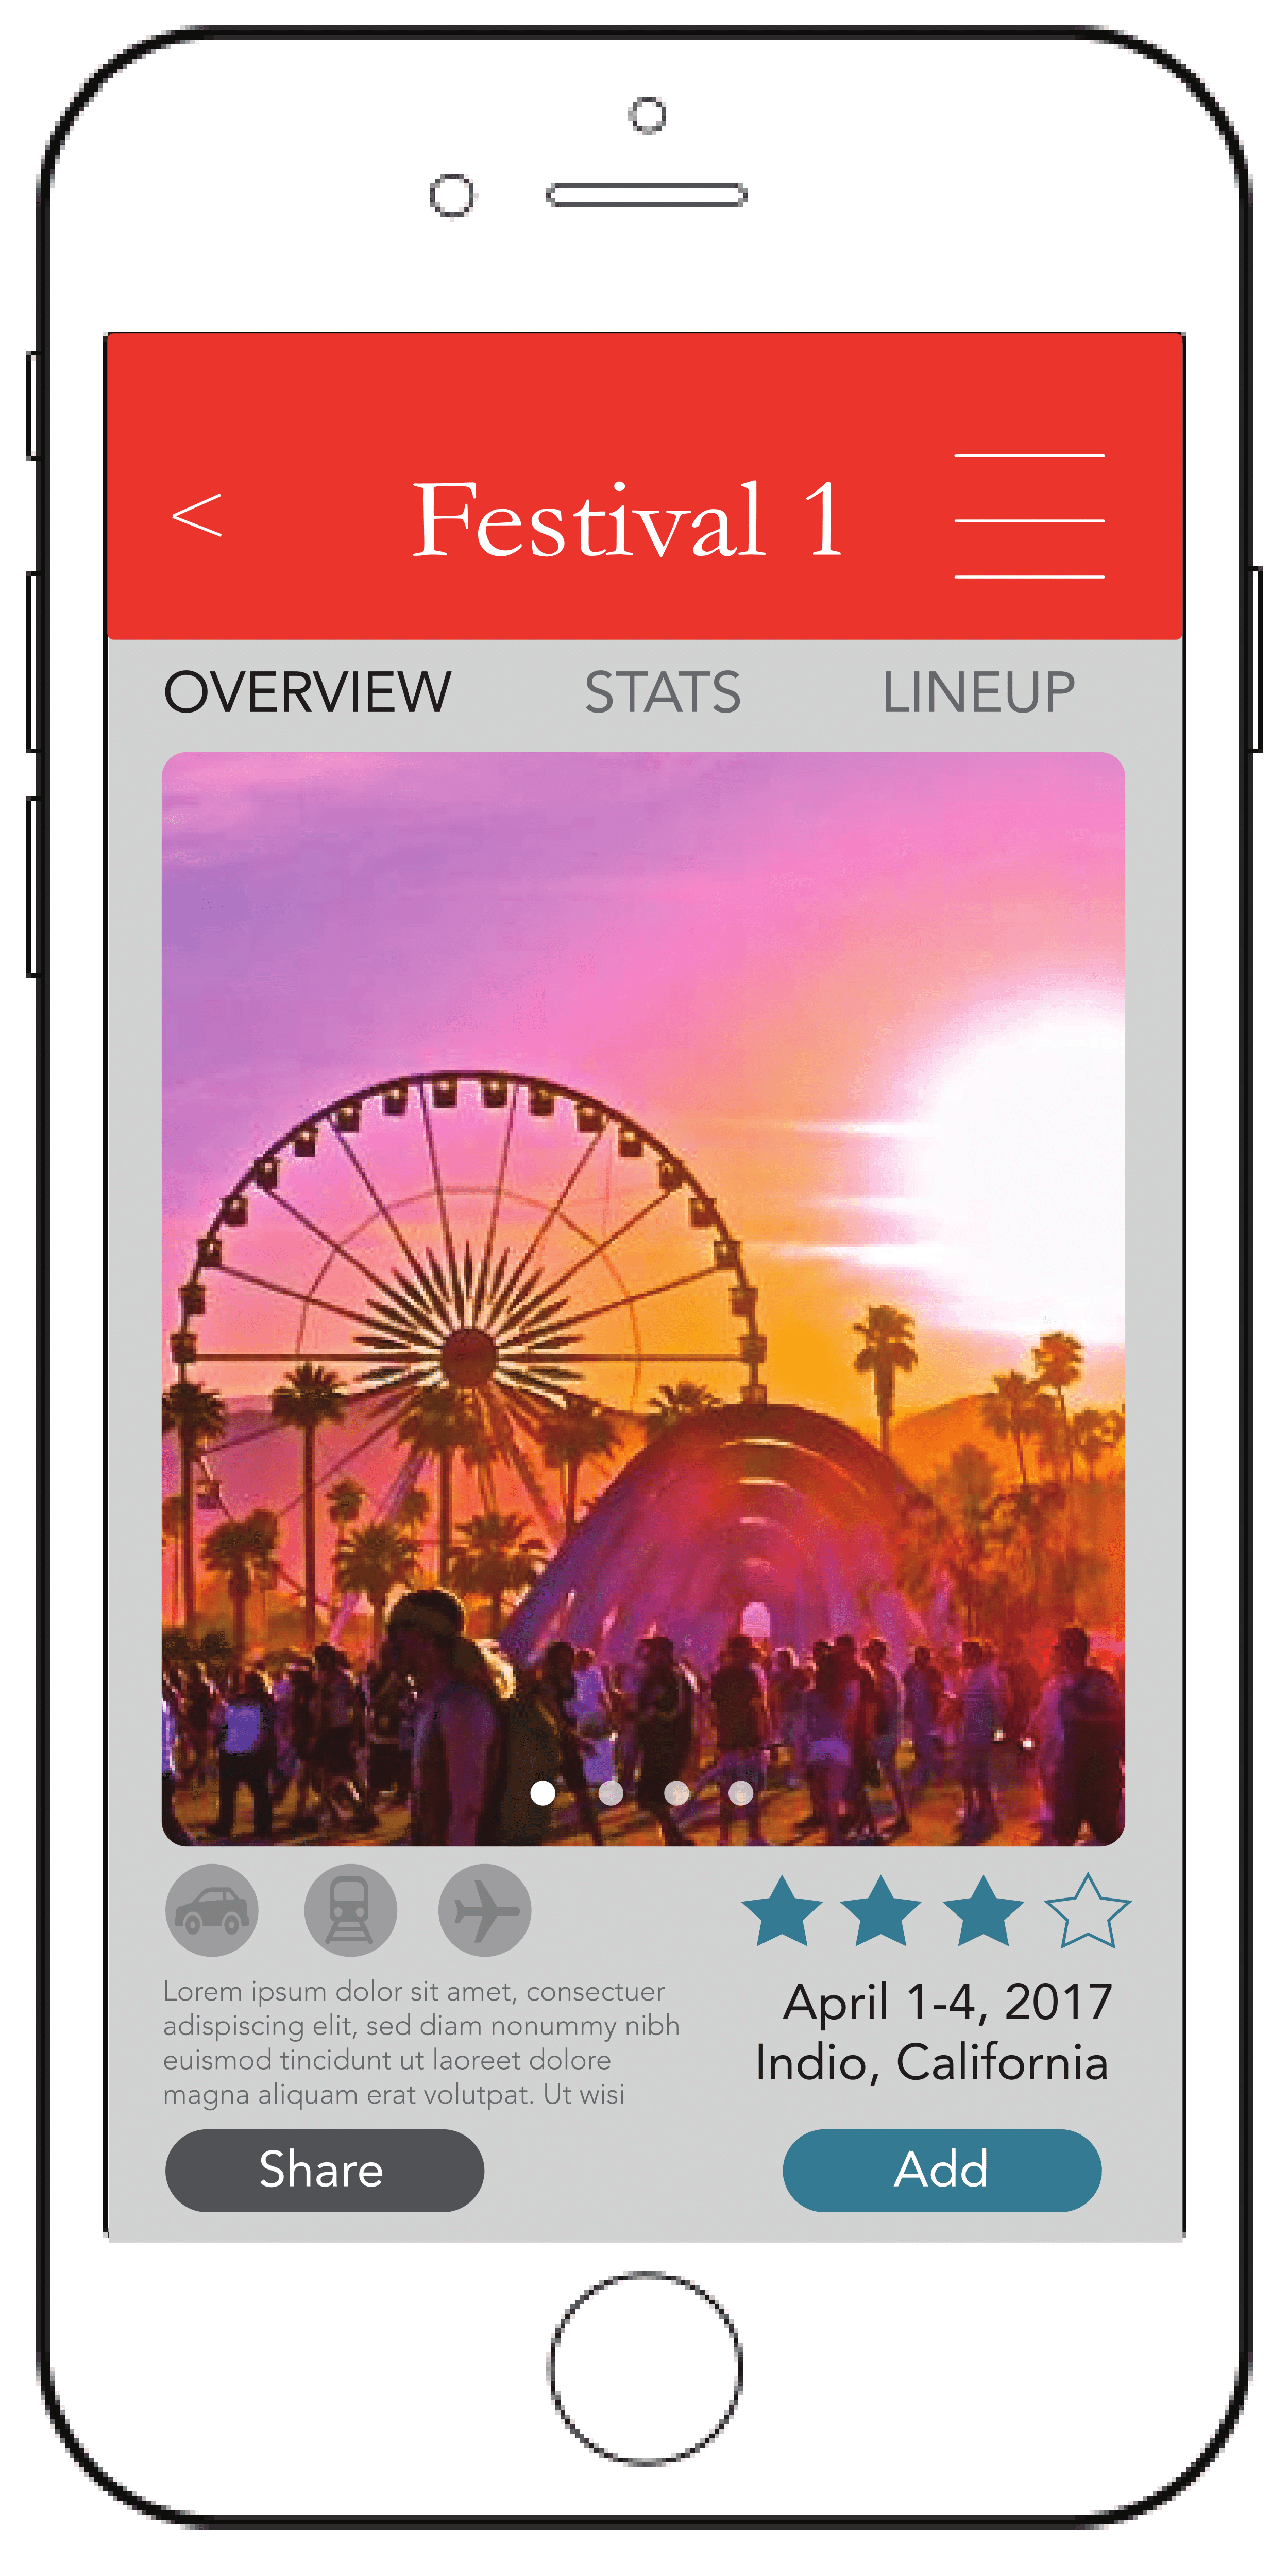 < Festival 1
OVERVIEW STATS LINEUP
Lorem ipsum dolor sit amet, consectuer
adispiscing elit, sed diam nonummy nibh
euismod tincidunt ut laoreet dolore
magna aliquam erat volutpat. Ut wisi
April 1-4, 2017
Indio, California
Share
Add